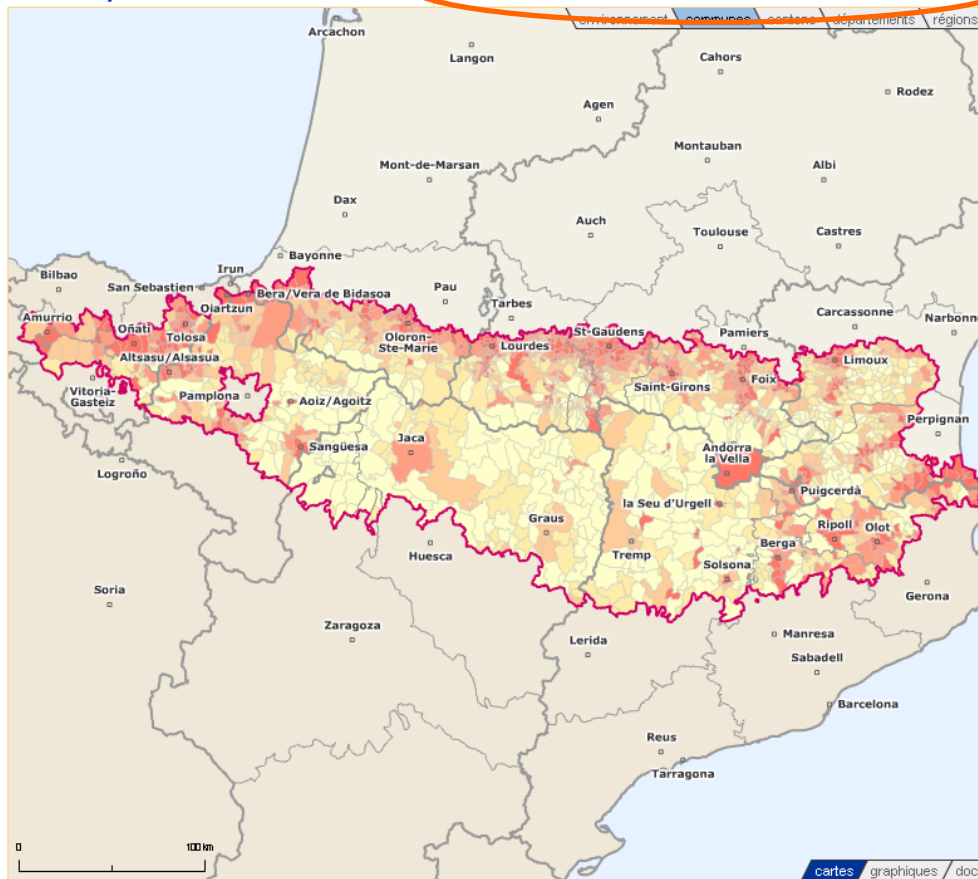 environnement communes cantons départements régions
Arcachon
Langon
Cahors
Rodez
Agen
Montauban
Mont-de-Marsan
Albi
Dax
Auch
Toulouse
Castres
Bayonne
Bilbao
Irun
San Sebastien
Bera/Vera de Bidasoa
Pau
Tarbes
Oiartzun
Amurrio
Oñati
Tolosa
Oloron-
Ste-Marie
Lourdes
St-Gaudens
Pamiers
Carcassonne
Narbonne
Altsasu/Alsasua
Limoux
Saint-Girons
Foix
Vitoria-
Gasteiz
Pamplona
Aoiz/Agoitz
Perpignan
Sangüesa
Jaca
Andorra
la Vella
Logroño
Puigcerdà
la Seu d'Urgell
Graus
Ripoll
Olot
Berga
Huesca
Tremp
Solsona
Soria
Gerona
Zaragoza
Lerida
Manresa
Sabadell
Barcelona
Reus
Tarragona
0 100 km
cartes graphiques doc